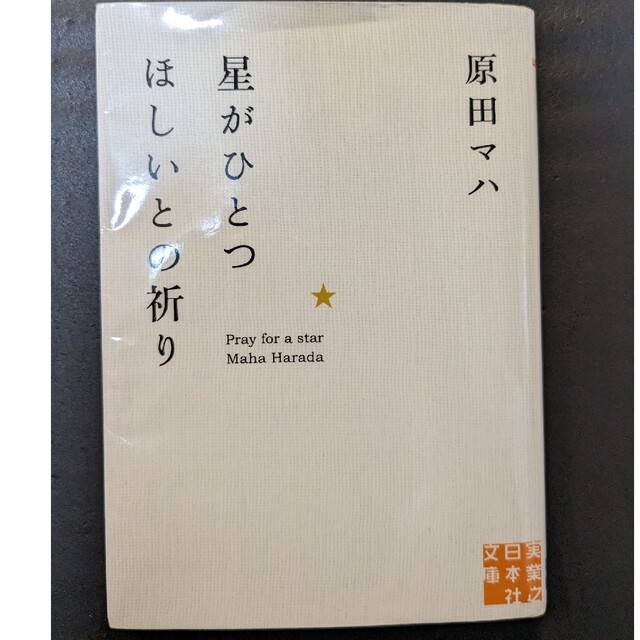 原田マハ
星がひとつ
ほしいとの祈り
Pray for a star
Maha Harada
実業之
日本社
文庫